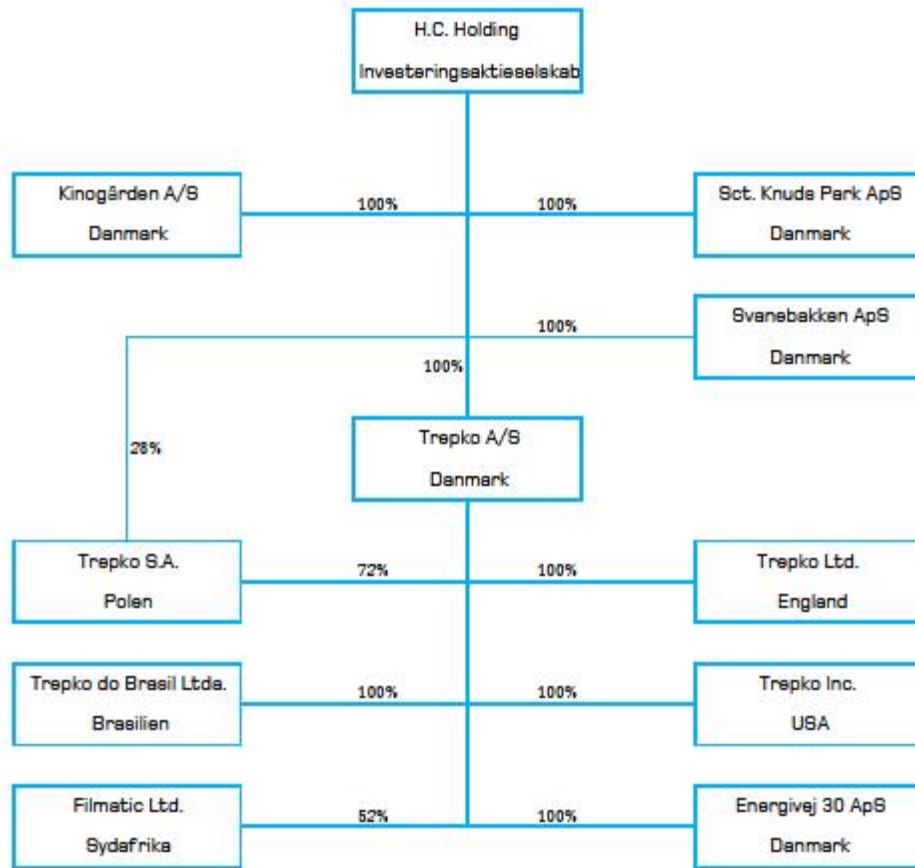 H.C. Holding
Investeringsaktieselskab
Kinogården A/S
Danmark
100%
100%
Sct. Knuds Park ApS
Danmark
100%
Svanebakken ApS
Danmark
100%
28%
Trepko A/S
Danmark
Trepko S.A.
Polen
72%
100%
Trepko Ltd.
England
Trepko do Brasil Ltda.
Brasilien
100%
100%
Trepko Inc.
USA
Filmatic Ltd.
Sydafrika
52%
100%
Energivej 30 ApS
Danmark